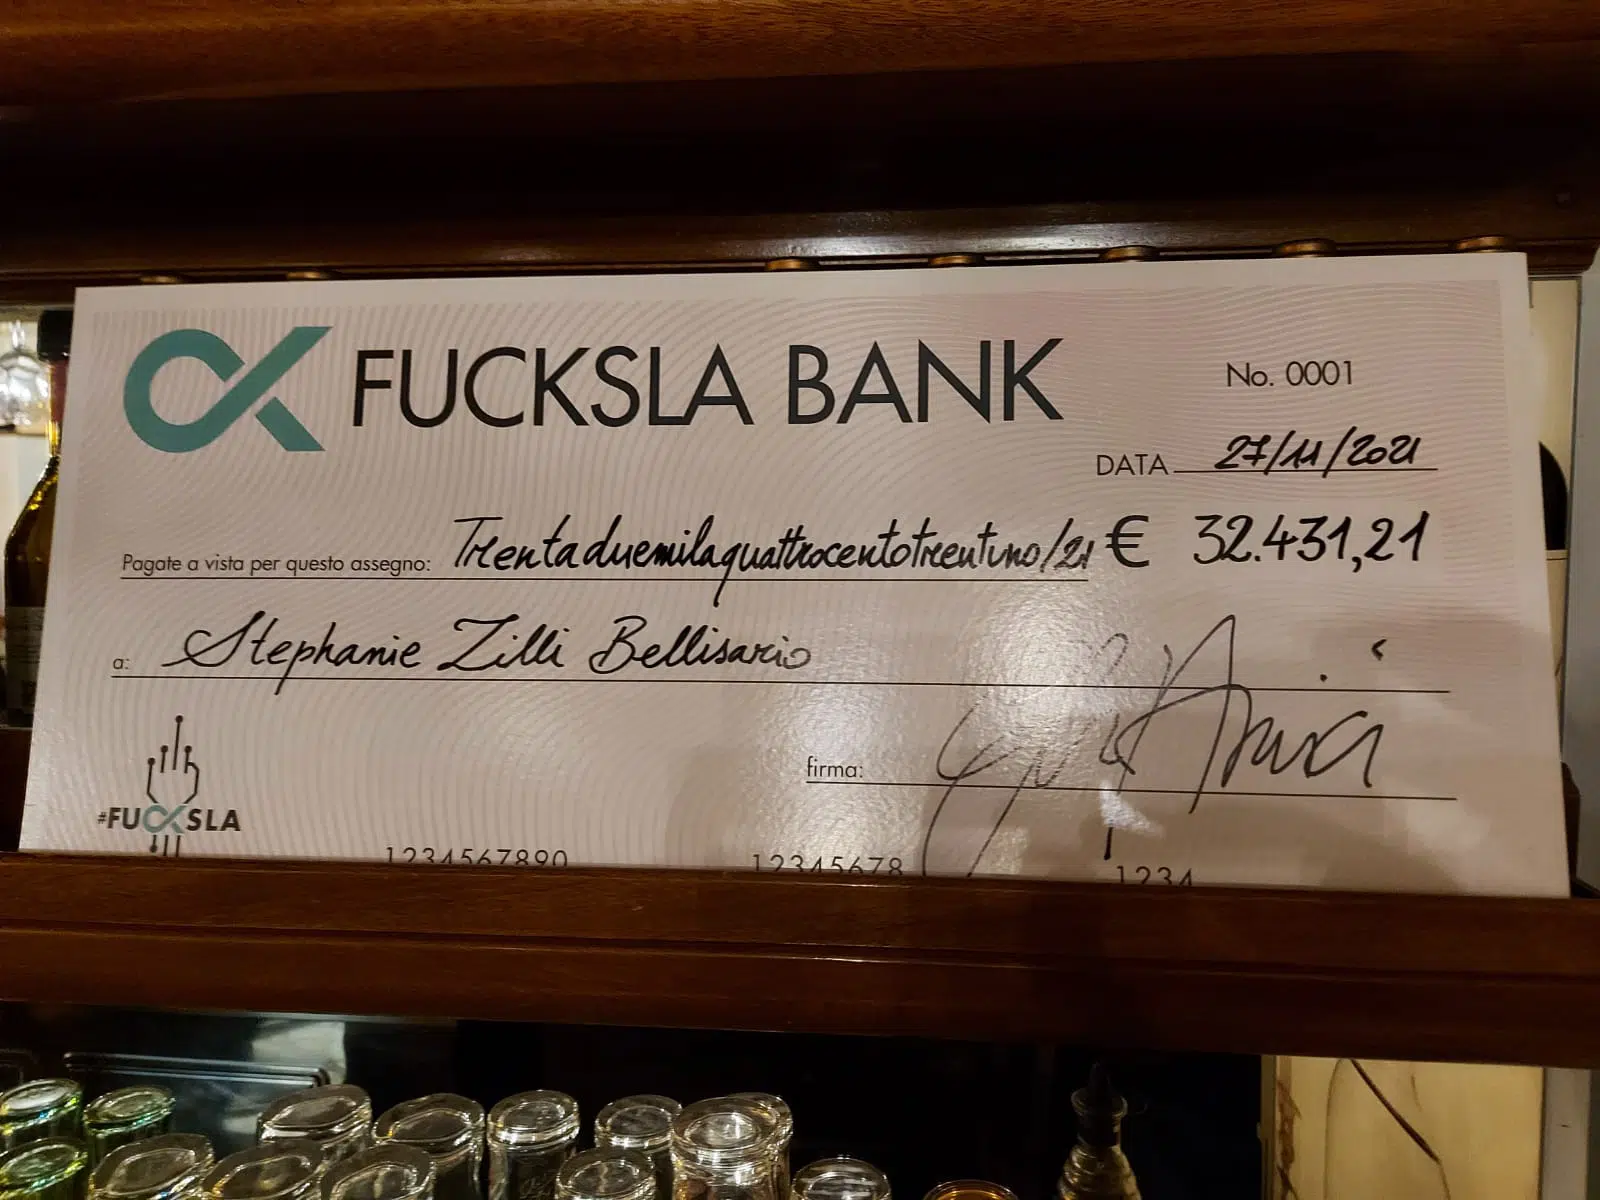 FUCKSLA BANK
No. 0001
DATA 27/11/2021
Pagate a vista per questo assegno: Trentaduemilaquattrocentotrentuno/21 € 32.431,21
a: Stephanie Zilli Bellisario
firma:
#FUCKSLA
1234567890 12345678 1234